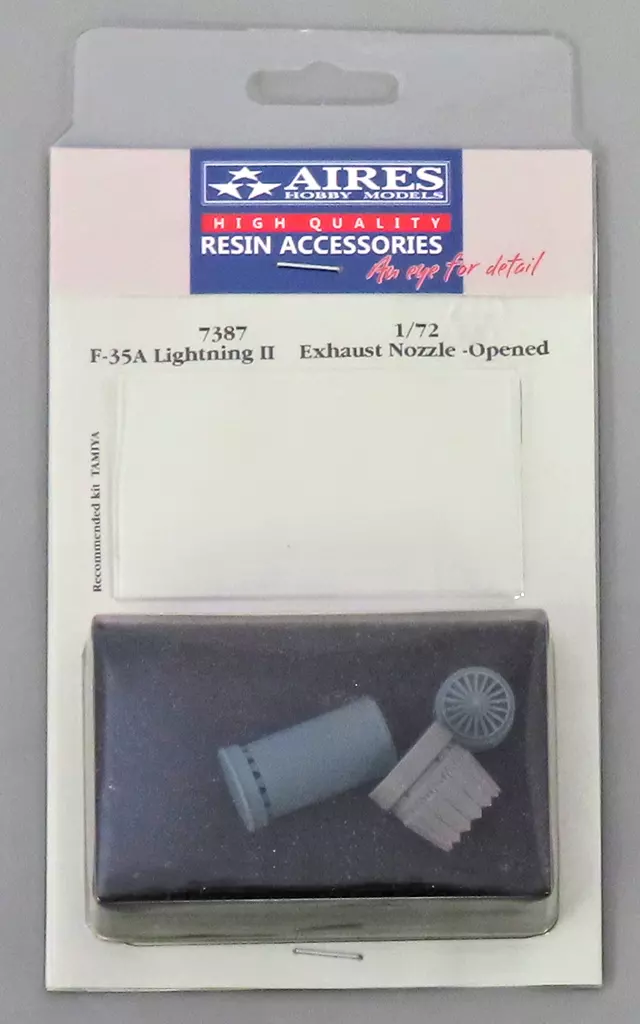 AIRES
HOBBY MODELS
HIGH QUALITY
RESIN ACCESSORIES
An eye for detail
7387 1/72
F-35A Lightning II Exhaust Nozzle -Opened
Recommended kit TAMIYA